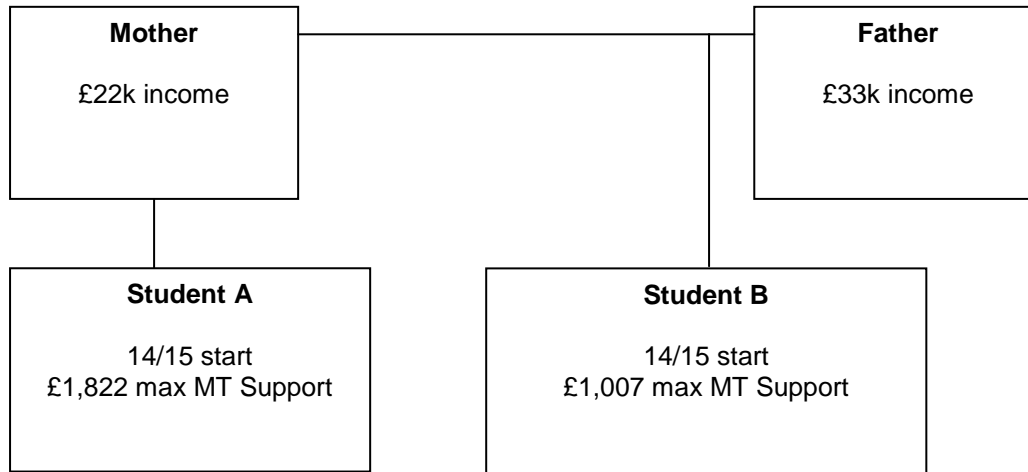 Mother
£22k income
Father
£33k income
Student A
14/15 start
£1,822 max MT Support
Student B
14/15 start
£1,007 max MT Support